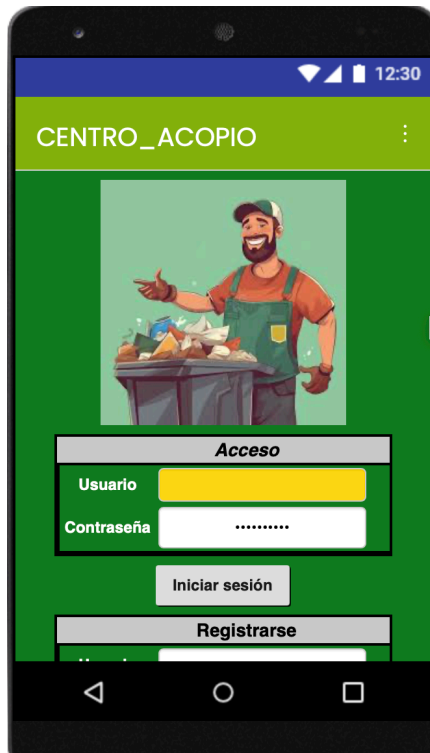 12:30
CENTRO_ACOPIO
Acceso
Usuario
Contraseña ••••••••••
Iniciar sesión
Registrarse